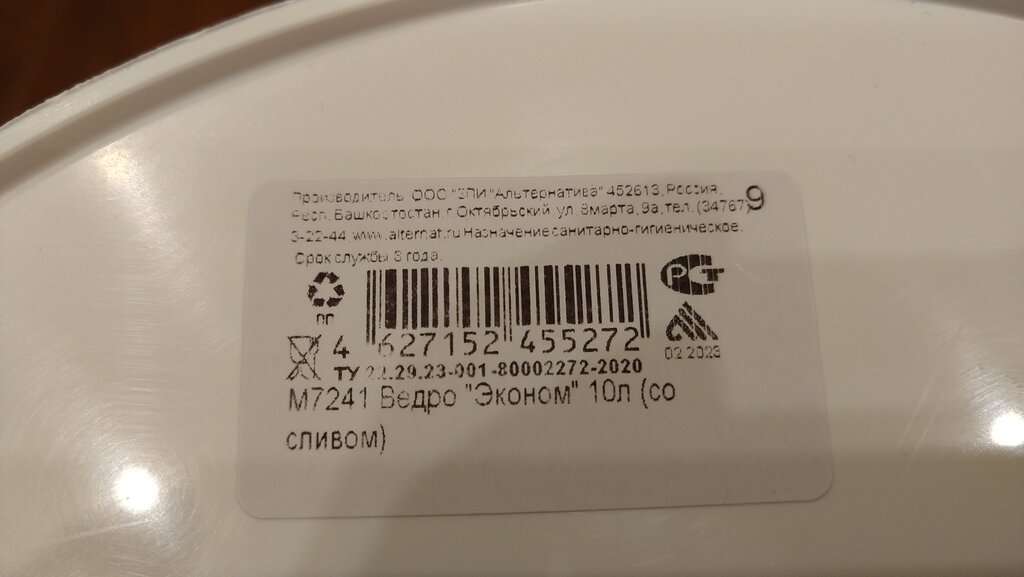 Производитель ООО "ЗПИ "Альтернатива" 452613, Россия,
Респ. Башкортостан, г. Октябрьский, ул. 8марта, 9а, тел. (34767) 9
3-22-44 www.alternat.ru Назначение санитарно-гигиеническое.
Срок службы 3 года.
РСТ
ПП
4 627152 455272
02 2023
ТУ 22.29.23-001-80002272-2020
М7241 Ведро "Эконом" 10л (со
сливом)